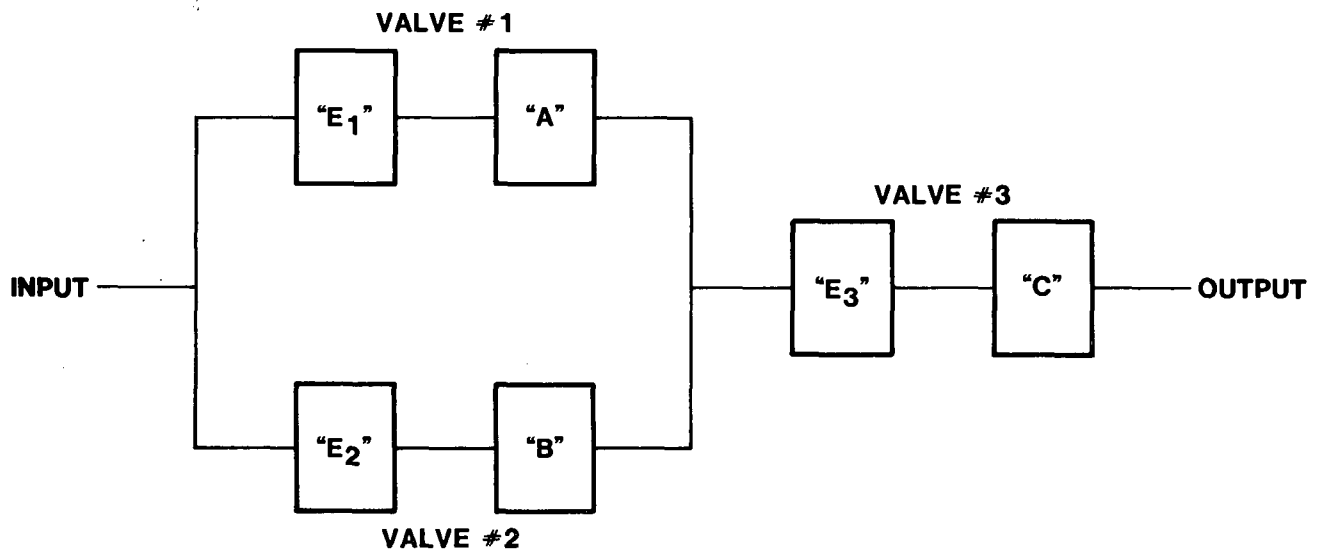 VALVE #1
"E₁"
"A"
VALVE #3
INPUT
"E₃"
"C"
OUTPUT
"E₂"
"B"
VALVE #2